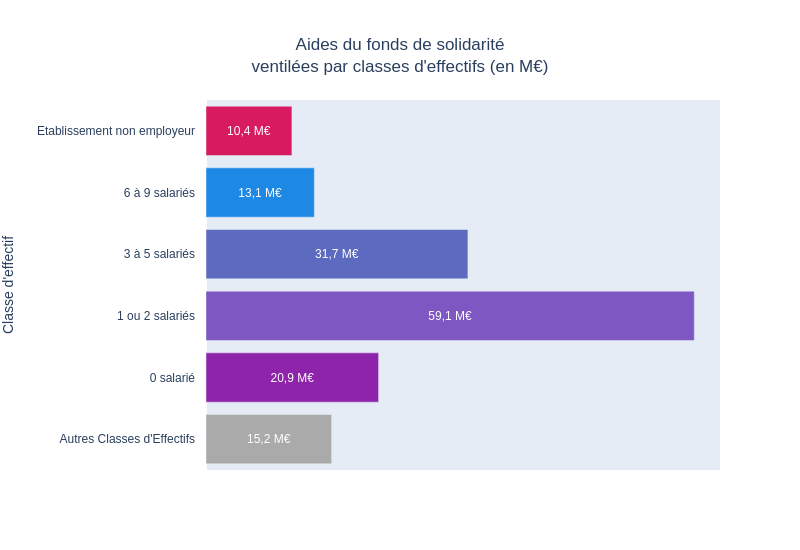 Aides du fonds de solidarité
ventilées par classes d'effectifs (en M€)
Classe d'effectif
Etablissement non employeur
10,4 M€
6 à 9 salariés
13,1 M€
3 à 5 salariés
31,7 M€
1 ou 2 salariés
59,1 M€
0 salarié
20,9 M€
Autres Classes d'Effectifs
15,2 M€